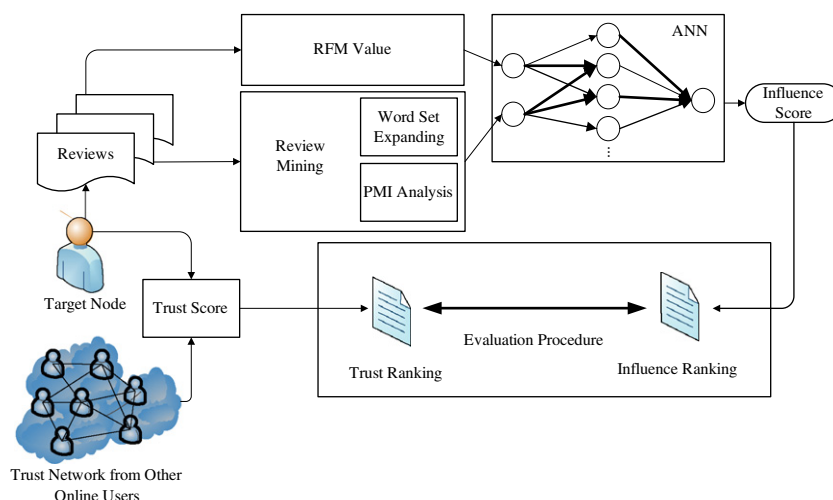 RFM Value
ANN
Word Set
Expanding
Review
Mining
PMI Analysis
Influence
Score
Reviews
Target Node
Trust Score
Evaluation Procedure
Trust Ranking
Influence Ranking
Trust Network from Other
Online Users